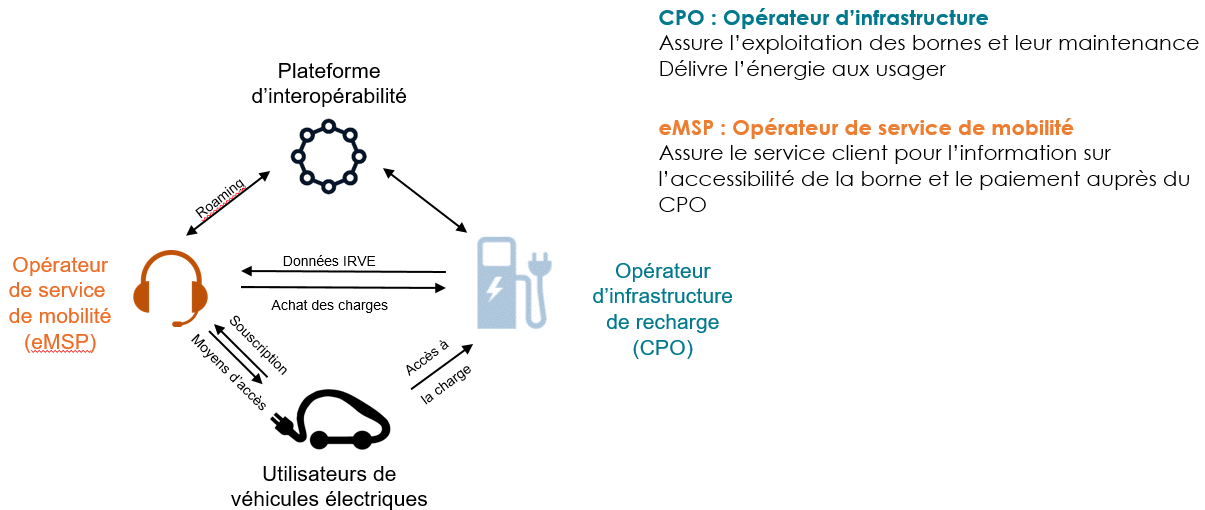 CPO : Opérateur d’infrastructure
Assure l’exploitation des bornes et leur maintenance
Délivre l’énergie aux usager
eMSP : Opérateur de service de mobilité
Assure le service client pour l’information sur
l’accessibilité de la borne et le paiement auprès du
CPO
Plateforme
d’interopérabilité
Roaming
Données IRVE
Achat des charges
Opérateur
de service
de mobilité
(eMSP)
Opérateur
d’infrastructure
de recharge
(CPO)
Souscription
Moyens d’accès
Accès à
la charge
Utilisateurs de
véhicules électriques